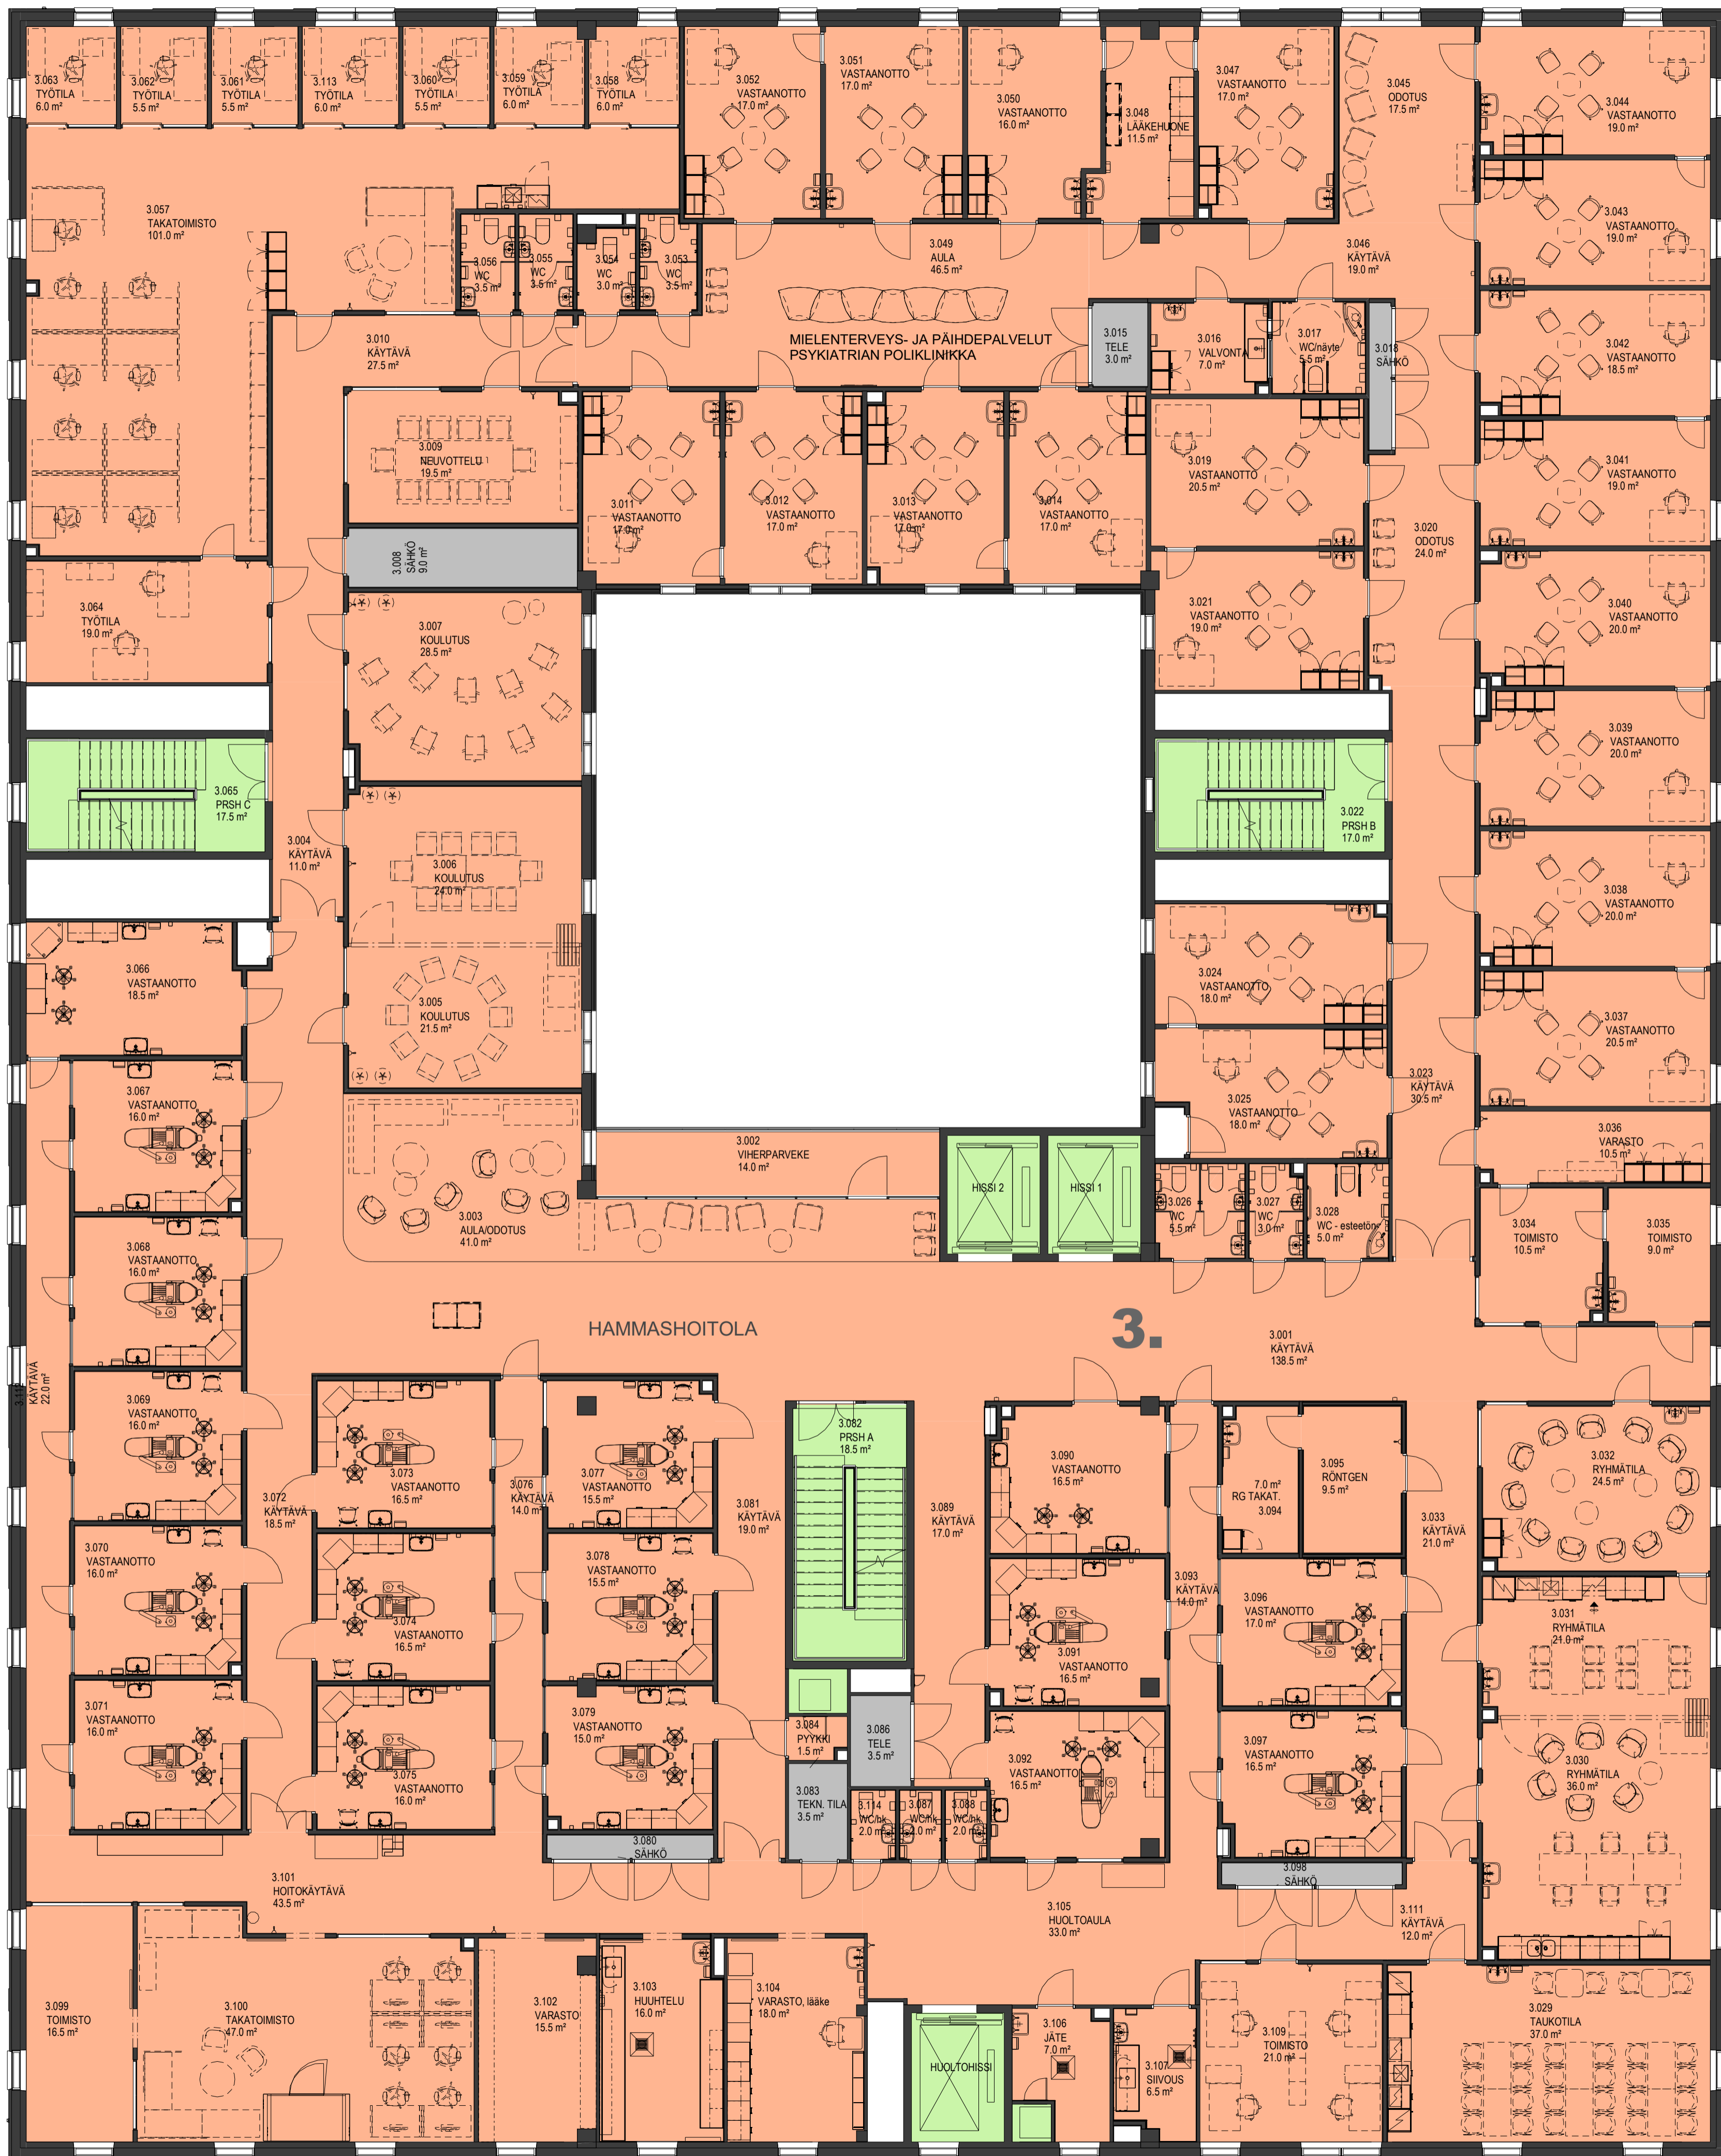 3.063
TYÖTILA
6.0 m²
3.062
TYÖTILA
5.5 m²
3.061
TYÖTILA
5.5 m²
3.113
TYÖTILA
6.0 m²
3.060
TYÖTILA
5.5 m²
3.059
TYÖTILA
6.0 m²
3.058
TYÖTILA
6.0 m²
3.052
VASTAANOTTO
17.0 m²
3.051
VASTAANOTTO
17.0 m²
3.050
VASTAANOTTO
16.0 m²
3.048
LÄÄKEHUONE
11.5 m²
3.047
VASTAANOTTO
17.0 m²
3.045
ODOTUS
17.5 m²
3.044
VASTAANOTTO
19.0 m²
3.057
TAKATOIMISTO
101.0 m²
3.056
WC
3.5 m²
3.055
WC
3.5 m²
3.054
WC
3.0 m²
3.053
WC
3.5 m²
3.049
AULA
46.5 m²
3.046
KÄYTÄVÄ
19.0 m²
3.043
VASTAANOTTO
19.0 m²
3.010
KÄYTÄVÄ
27.5 m²
MIELENTERVEYS- JA PÄIHDEPALVELUT
PSYKIATRIAN POLIKLINIKKA
3.015
TELE
3.0 m²
3.016
VALVONTA
7.0 m²
3.017
WC/näyte
5.5 m²
3.018
SÄHKÖ
3.042
VASTAANOTTO
18.5 m²
3.009
NEUVOTTELU
19.5 m²
3.011
VASTAANOTTO
17.0 m²
3.012
VASTAANOTTO
17.0 m²
3.013
VASTAANOTTO
17.0 m²
3.014
VASTAANOTTO
17.0 m²
3.019
VASTAANOTTO
20.5 m²
3.020
ODOTUS
24.0 m²
3.041
VASTAANOTTO
19.0 m²
3.008
SÄHKÖ
9.0 m²
3.064
TYÖTILA
19.0 m²
3.007
KOULUTUS
28.5 m²
3.021
VASTAANOTTO
19.0 m²
3.040
VASTAANOTTO
20.0 m²
3.065
PRSH C
17.5 m²
3.004
KÄYTÄVÄ
11.0 m²
3.006
KOULUTUS
24.0 m²
3.022
PRSH B
17.0 m²
3.039
VASTAANOTTO
20.0 m²
3.038
VASTAANOTTO
20.0 m²
3.066
VASTAANOTTO
18.5 m²
3.005
KOULUTUS
21.5 m²
3.024
VASTAANOTTO
18.0 m²
3.037
VASTAANOTTO
20.5 m²
3.067
VASTAANOTTO
16.0 m²
3.025
VASTAANOTTO
18.0 m²
3.023
KÄYTÄVÄ
30.5 m²
3.002
VIHERPARVEKE
14.0 m²
3.036
VARASTO
10.5 m²
3.003
AULA/ODOTUS
41.0 m²
HISSI 2
HISSI 1
3.026
WC
5.5 m²
3.027
WC
3.0 m²
3.028
WC - esteetön
5.0 m²
3.034
TOIMISTO
10.5 m²
3.035
TOIMISTO
9.0 m²
3.068
VASTAANOTTO
16.0 m²
HAMMASHOITOLA
3.
3.001
KÄYTÄVÄ
138.5 m²
KÄYTÄVÄ
22.0 m²
3.069
VASTAANOTTO
16.0 m²
3.072
KÄYTÄVÄ
18.5 m²
3.073
VASTAANOTTO
16.5 m²
3.076
KÄYTÄVÄ
14.0 m²
3.077
VASTAANOTTO
15.5 m²
3.081
KÄYTÄVÄ
19.0 m²
3.082
PRSH A
18.5 m²
3.089
KÄYTÄVÄ
17.0 m²
3.090
VASTAANOTTO
16.5 m²
7.0 m²
RG TAKAT.
3.094
3.095
RÖNTGEN
9.5 m²
3.033
KÄYTÄVÄ
21.0 m²
3.032
RYHMÄTILA
24.5 m²
3.070
VASTAANOTTO
16.0 m²
3.074
VASTAANOTTO
16.5 m²
3.078
VASTAANOTTO
15.5 m²
3.091
VASTAANOTTO
16.5 m²
3.093
KÄYTÄVÄ
14.0 m²
3.096
VASTAANOTTO
17.0 m²
3.031
RYHMÄTILA
21.0 m²
3.071
VASTAANOTTO
16.0 m²
3.075
VASTAANOTTO
16.0 m²
3.079
VASTAANOTTO
15.0 m²
3.084
PYYKKI
1.5 m²
3.086
TELE
3.5 m²
3.092
VASTAANOTTO
16.5 m²
3.097
VASTAANOTTO
16.5 m²
3.030
RYHMÄTILA
36.0 m²
3.083
TEKN. TILA
3.5 m²
3.114
WC/hk
2.0 m²
3.087
WC/hk
2.0 m²
3.088
WC/hk
2.0 m²
3.080
SÄHKÖ
3.098
SÄHKÖ
3.101
HOITOKÄYTÄVÄ
43.5 m²
3.105
HUOLTOAULA
33.0 m²
3.111
KÄYTÄVÄ
12.0 m²
3.099
TOIMISTO
16.5 m²
3.100
TAKATOIMISTO
47.0 m²
3.102
VARASTO
15.5 m²
3.103
HUUHTELU
16.0 m²
3.104
VARASTO, lääke
18.0 m²
HUOLTOHISSI
3.106
JÄTE
7.0 m²
3.107
SIIVOUS
6.5 m²
3.109
TOIMISTO
21.0 m²
3.029
TAUKOTILA
37.0 m²